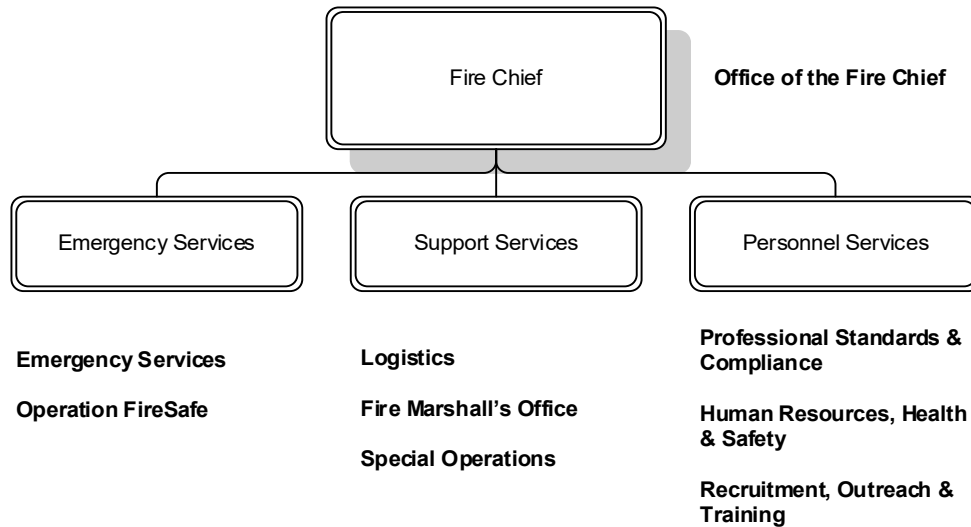 Fire Chief
Office of the Fire Chief
Emergency Services
Support Services
Personnel Services
Emergency Services
Operation FireSafe
Logistics
Fire Marshall’s Office
Special Operations
Professional Standards &
Compliance
Human Resources, Health
& Safety
Recruitment, Outreach &
Training